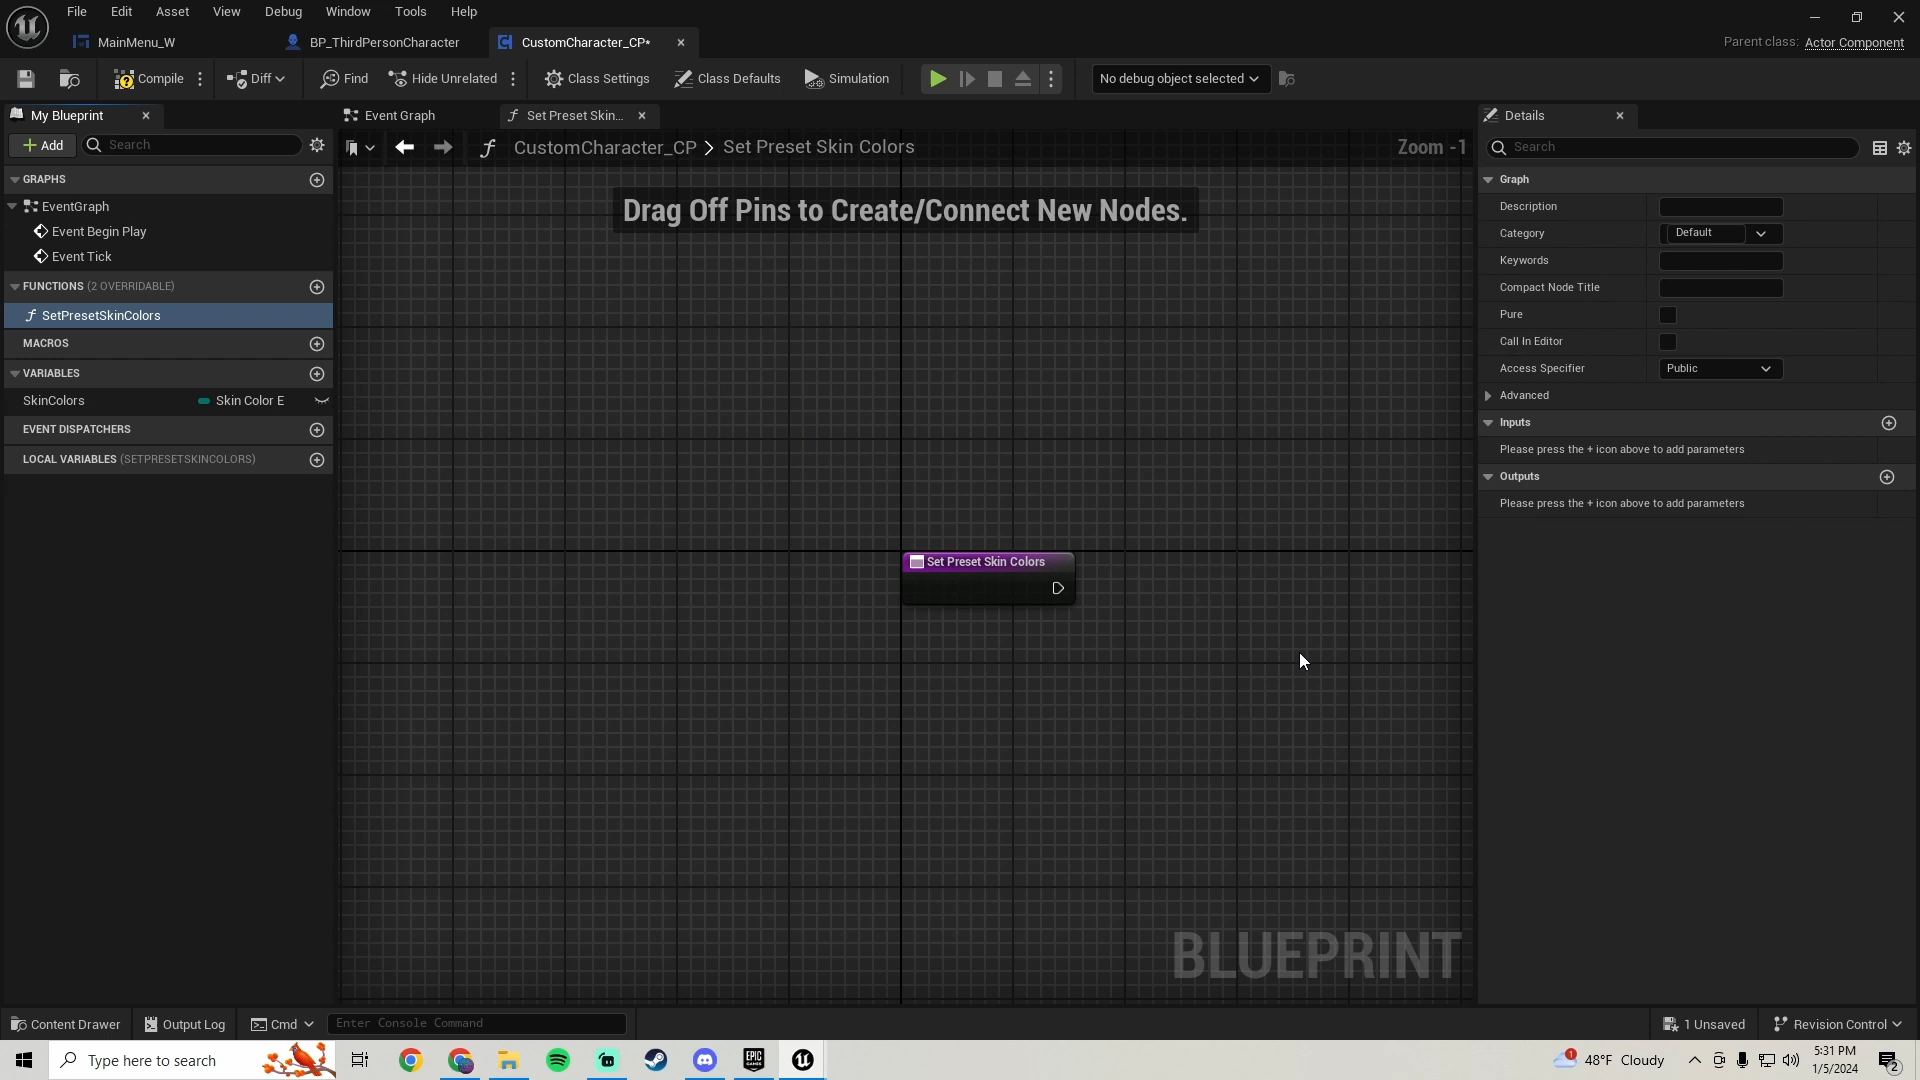 File Edit Asset View Debug Window Tools Help
MainMenu_W BP_ThirdPersonCharacter CustomCharacter_CP* Parent class: Actor Component
Compile Diff Find Hide Unrelated Class Settings Class Defaults Simulation No debug object selected
My Blueprint Event Graph Set Preset Skin... Details
Add Search CustomCharacter_CP Set Preset Skin Colors Zoom -1 Search
GRAPHS
EventGraph
Event Begin Play
Event Tick
FUNCTIONS (2 OVERRIDABLE)
SetPresetSkinColors
MACROS
VARIABLES
SkinColors Skin Color E
EVENT DISPATCHERS
LOCAL VARIABLES (SETPRESETSKINCOLORS)
Drag Off Pins to Create/Connect New Nodes.
Set Preset Skin Colors
BLUEPRINT
Graph
Description
Category Default
Keywords
Compact Node Title
Pure
Call In Editor
Access Specifier Public
Advanced
Inputs
Please press the + icon above to add parameters
Outputs
Please press the + icon above to add parameters
Content Drawer Output Log Cmd Enter Console Command 1 Unsaved Revision Control
Type here to search EPIC GAMES 1 48°F Cloudy 5:31 PM
1/5/2024 2